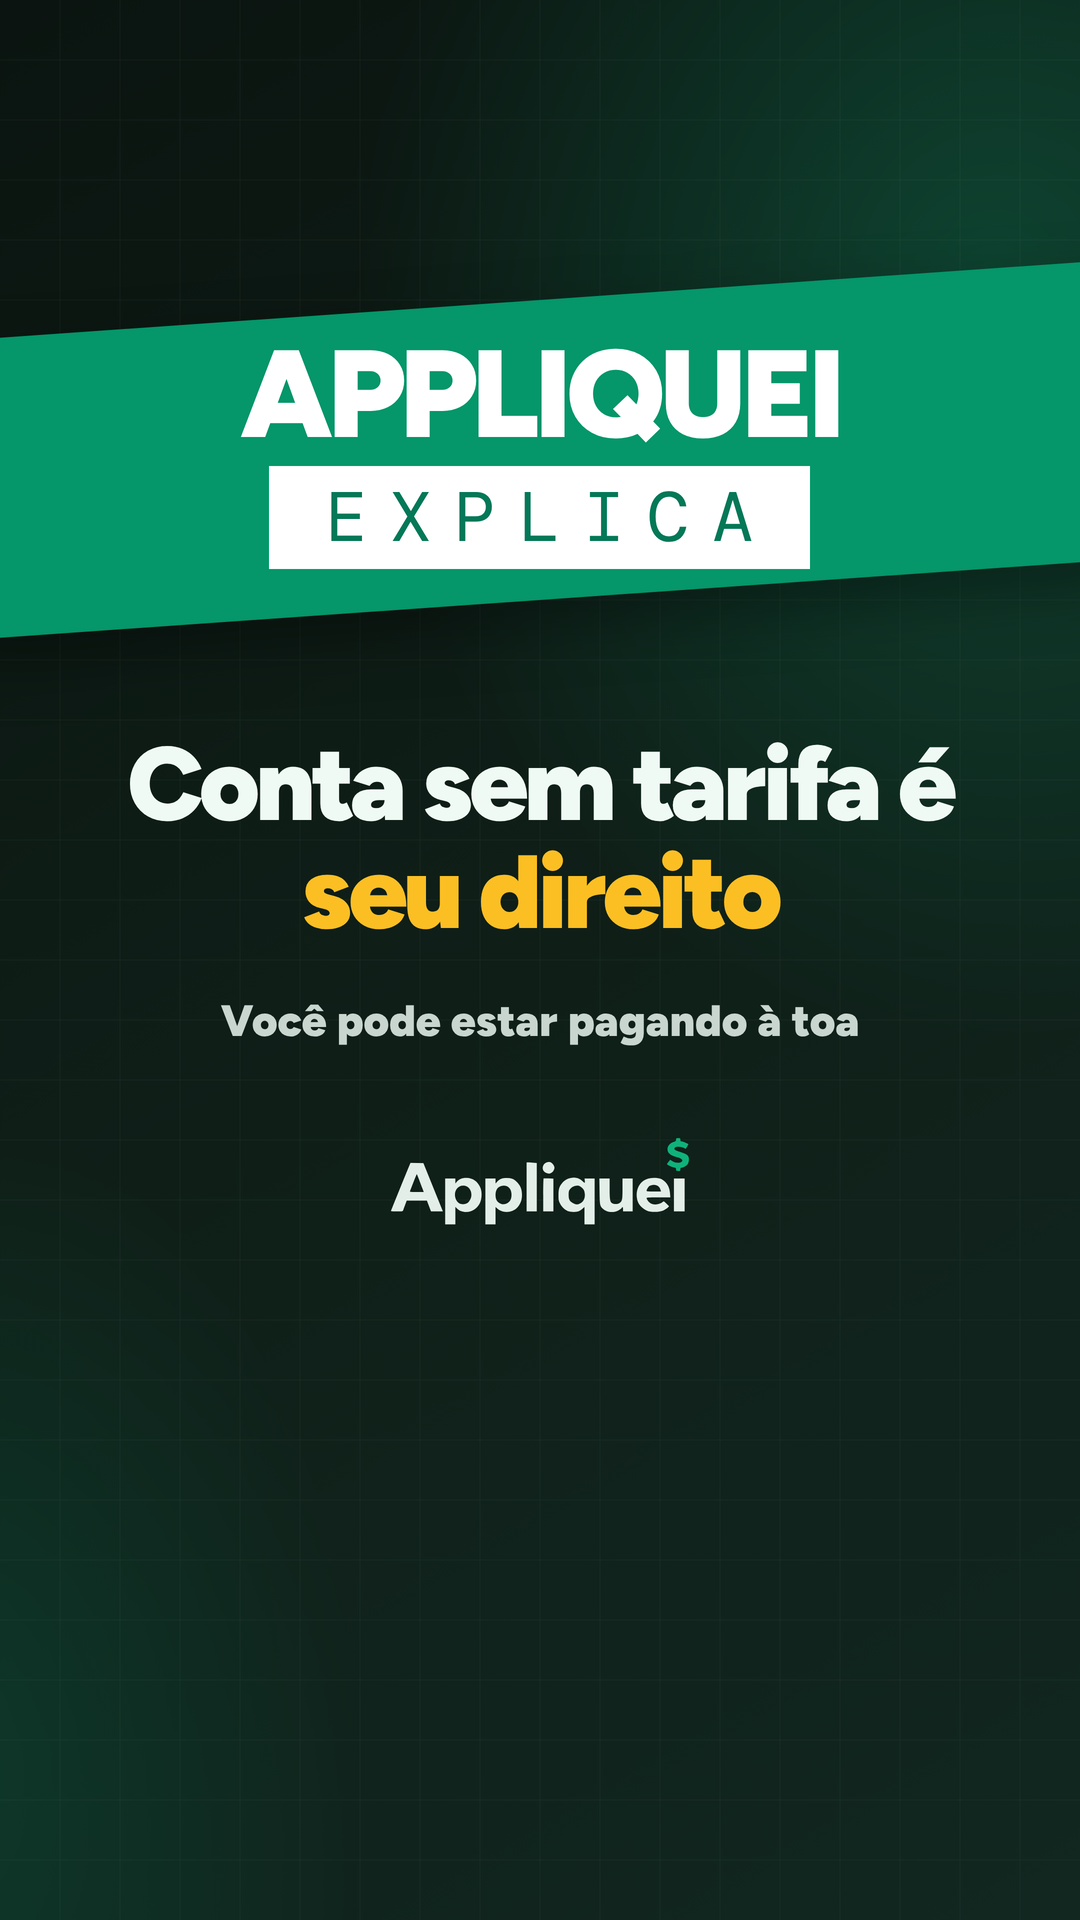 APPLIQUEI
EXPLICA
Conta sem tarifa é
seu direito
Você pode estar pagando à toa
Appliquei
$